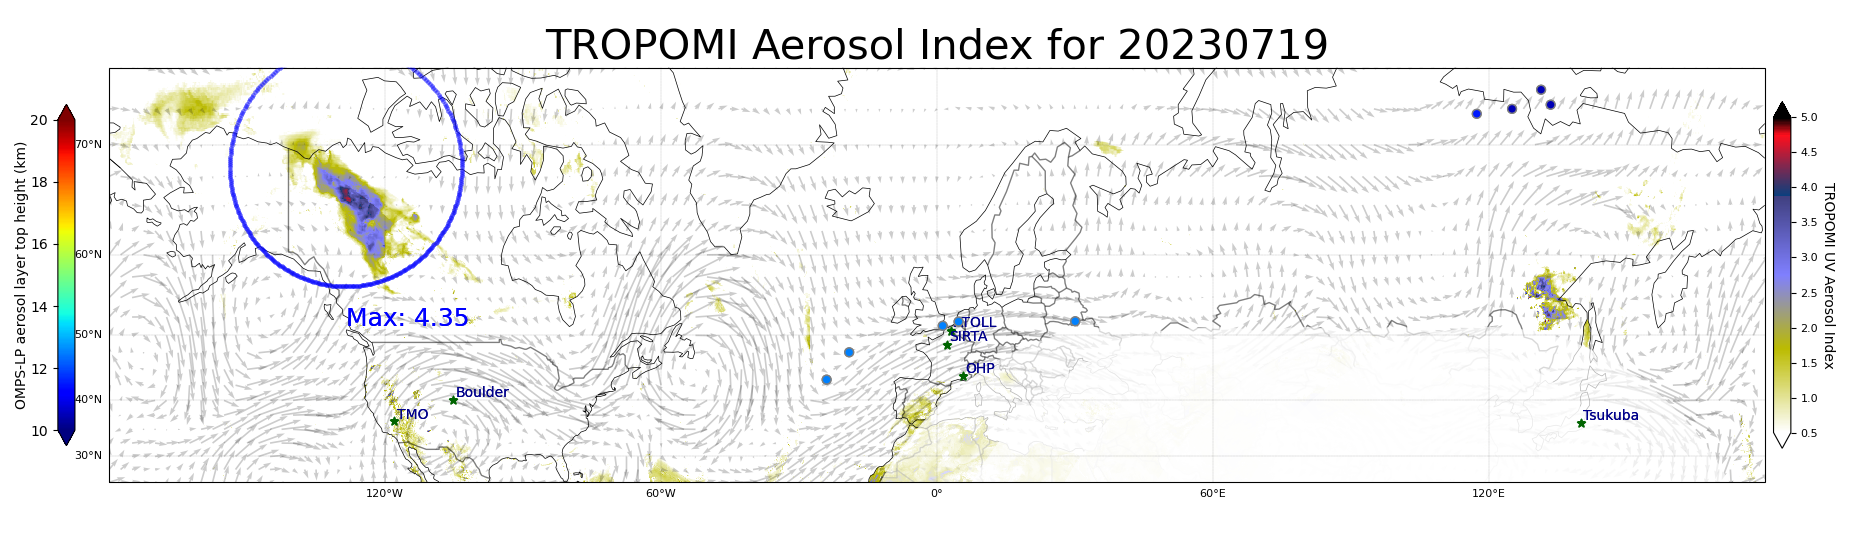 TROPOMI Aerosol Index for 20230719
OMPS-LP aerosol layer top height (km)
20
18
16
14
12
10
70°N
60°N
50°N
40°N
30°N
120°W
60°W
0°
60°E
120°E
Max: 4.35
Boulder
TMO
TOLL
SIRTA
OHP
Tsukuba
5.0
4.5
4.0
3.5
3.0
2.5
2.0
1.5
1.0
0.5
TROPOMI UV Aerosol Index